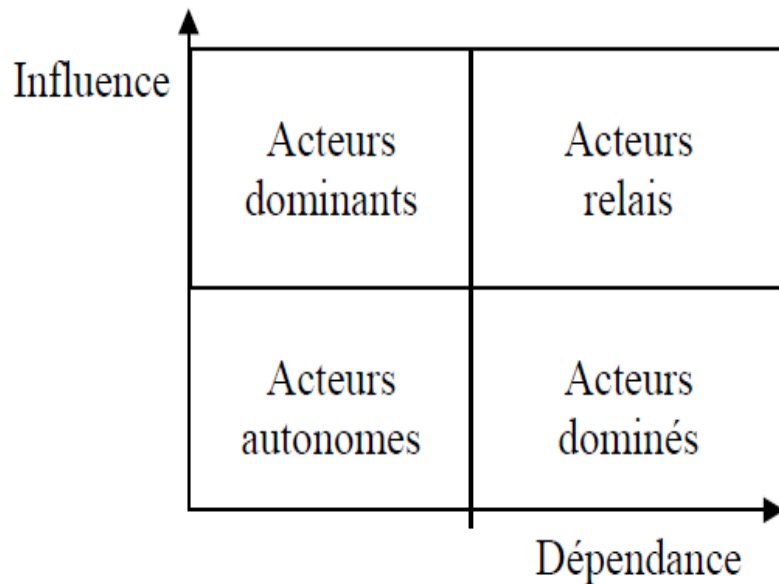 Influence
Acteurs
dominants
Acteurs
relais
Acteurs
autonomes
Acteurs
dominés
Dépendance